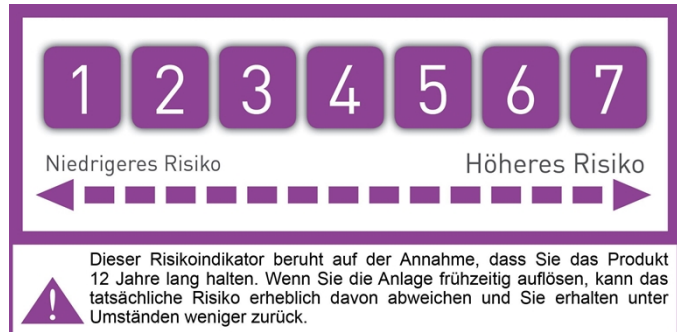 1 2 3 4 5 6 7
Niedrigeres Risiko Höheres Risiko
Dieser Risikoindikator beruht auf der Annahme, dass Sie das Produkt
12 Jahre lang halten. Wenn Sie die Anlage frühzeitig auflösen, kann das
tatsächliche Risiko erheblich davon abweichen und Sie erhalten unter
Umständen weniger zurück.